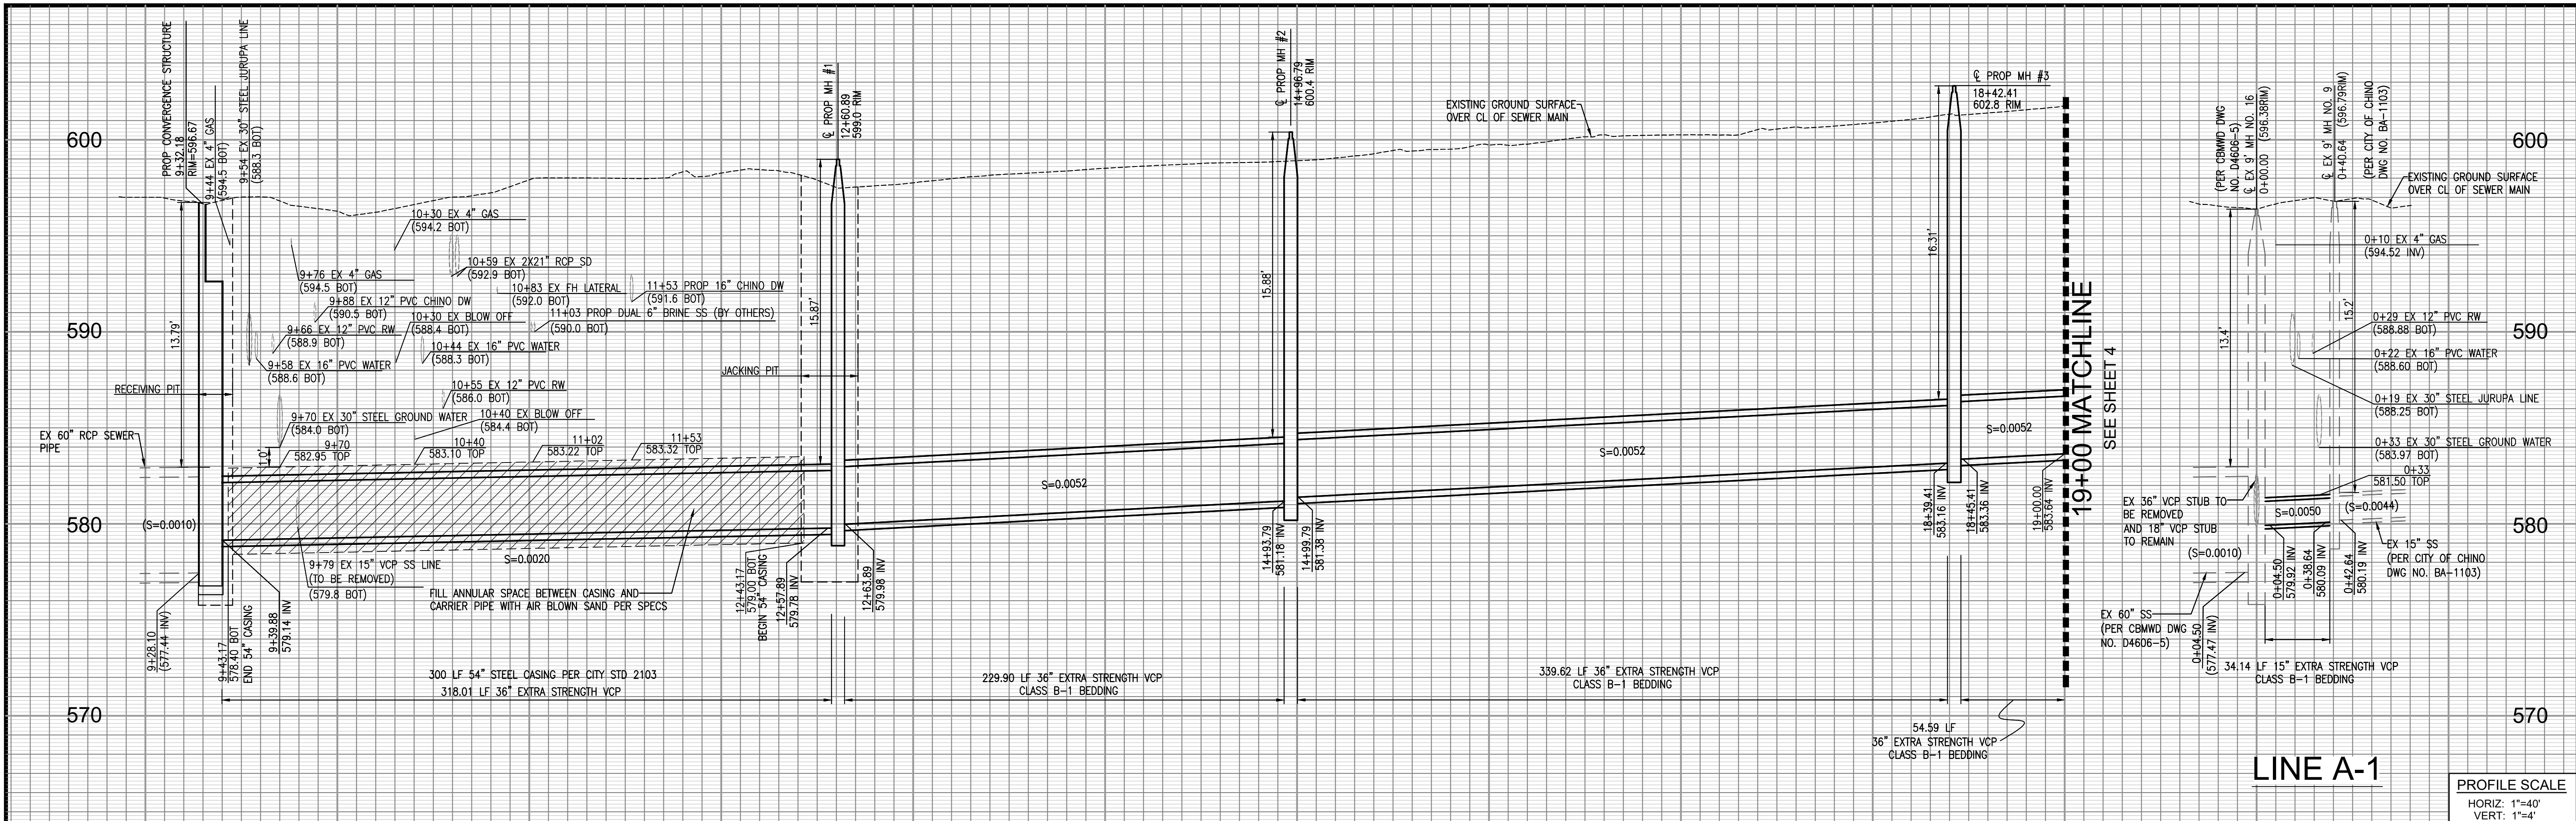 600
590
580
570
PROP CONVERGENCE STRUCTURE
9+32.18
RIM=596.67
9+44 EX 4" GAS
(594.5 BOT)
9+54 EX 30" STEEL JURUPA LINE
(588.3 BOT)
13.79'
RECEIVING PIT
EX 60" RCP SEWER
PIPE
1.0'
9+76 EX 4" GAS
(594.5 BOT)
9+88 EX 12" PVC CHINO DW
(590.5 BOT)
9+66 EX 12" PVC RW
(588.9 BOT)
9+58 EX 16" PVC WATER
(588.6 BOT)
9+70 EX 30" STEEL GROUND WATER
(584.0 BOT)
9+70
582.95 TOP
10+30 EX 4" GAS
(594.2 BOT)
10+59 EX 2X21" RCP SD
(592.9 BOT)
10+83 EX FH LATERAL
(592.0 BOT)
10+30 EX BLOW OFF
(588.4 BOT)
10+44 EX 16" PVC WATER
(588.3 BOT)
10+55 EX 12" PVC RW
(586.0 BOT)
10+40 EX BLOW OFF
(584.4 BOT)
10+40
583.10 TOP
11+53 PROP 16" CHINO DW
(591.6 BOT)
11+03 PROP DUAL 6" BRINE SS (BY OTHERS)
(590.0 BOT)
11+02
583.22 TOP
11+53
583.32 TOP
JACKING PIT
(S=0.0010)
S=0.0020
9+79 EX 15" VCP SS LINE
(TO BE REMOVED)
(579.8 BOT)
FILL ANNULAR SPACE BETWEEN CASING AND
CARRIER PIPE WITH AIR BLOWN SAND PER SPECS
9+28.10
(577.44 INV)
9+43.17
578.40 BOT
END 54" CASING
9+39.88
579.14 INV
12+43.17
579.00 BOT
BEGIN 54" CASING
12+57.89
579.78 INV
12+63.89
579.98 INV
300 LF 54" STEEL CASING PER CITY STD 2103
318.01 LF 36" EXTRA STRENGTH VCP
℄ PROP MH #1
12+60.89
599.0 RIM
15.87'
S=0.0052
229.90 LF 36" EXTRA STRENGTH VCP
CLASS B-1 BEDDING
℄ PROP MH #2
14+96.79
600.4 RIM
15.88'
14+93.79
581.18 INV
14+99.79
581.38 INV
EXISTING GROUND SURFACE
OVER CL OF SEWER MAIN
S=0.0052
339.62 LF 36" EXTRA STRENGTH VCP
CLASS B-1 BEDDING
℄ PROP MH #3
18+42.41
602.8 RIM
16.31'
S=0.0052
18+39.41
583.16 INV
18+45.41
583.36 INV
19+00.00
583.64 INV
54.59 LF
36" EXTRA STRENGTH VCP
CLASS B-1 BEDDING
19+00 MATCHLINE
SEE SHEET 4
(PER CBMWD DWG
NO. D4606-5)
℄ EX 9' MH NO. 16
0+00.00 (596.38RIM)
℄ EX 9' MH NO. 9
0+40.64 (596.79RIM)
(PER CITY OF CHINO
DWG NO. BA-1103)
EXISTING GROUND SURFACE
OVER CL OF SEWER MAIN
13.4'
15.2'
0+10 EX 4" GAS
(594.52 INV)
0+29 EX 12" PVC RW
(588.88 BOT)
0+22 EX 16" PVC WATER
(588.60 BOT)
0+19 EX 30" STEEL JURUPA LINE
(588.25 BOT)
0+33 EX 30" STEEL GROUND WATER
(583.97 BOT)
0+33
581.50 TOP
EX 36" VCP STUB TO
BE REMOVED
AND 18" VCP STUB
TO REMAIN
(S=0.0010)
S=0.0050
(S=0.0044)
EX 15" SS
(PER CITY OF CHINO
DWG NO. BA-1103)
EX 60" SS
(PER CBMWD DWG
NO. D4606-5)
0+04.50
(577.47 INV)
0+04.50
579.92 INV
0+38.64
580.09 INV
0+42.64
580.19 INV
34.14 LF 15" EXTRA STRENGTH VCP
CLASS B-1 BEDDING
600
590
580
570
LINE A-1
PROFILE SCALE
HORIZ: 1"=40'
VERT: 1"=4'